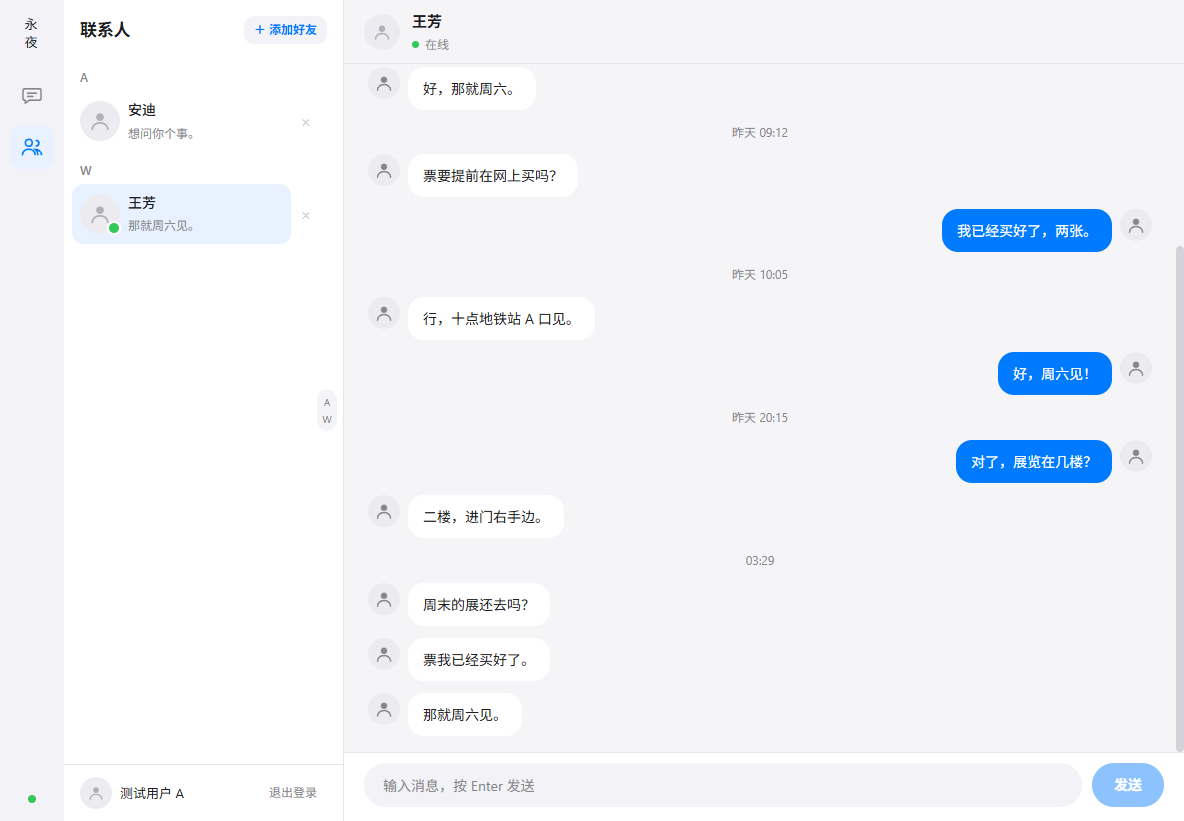 永
夜
联系人
+ 添加好友
A
安迪
想问你个事。
×
W
王芳
那就周六见。
×
A
W
测试用户 A
退出登录
王芳
在线
好，那就周六。
昨天 09:12
票要提前在网上买吗？
我已经买好了，两张。
昨天 10:05
行，十点地铁站 A 口见。
好，周六见！
昨天 20:15
对了，展览在几楼？
二楼，进门右手边。
03:29
周末的展还去吗？
票我已经买好了。
那就周六见。
输入消息，按 Enter 发送
发送